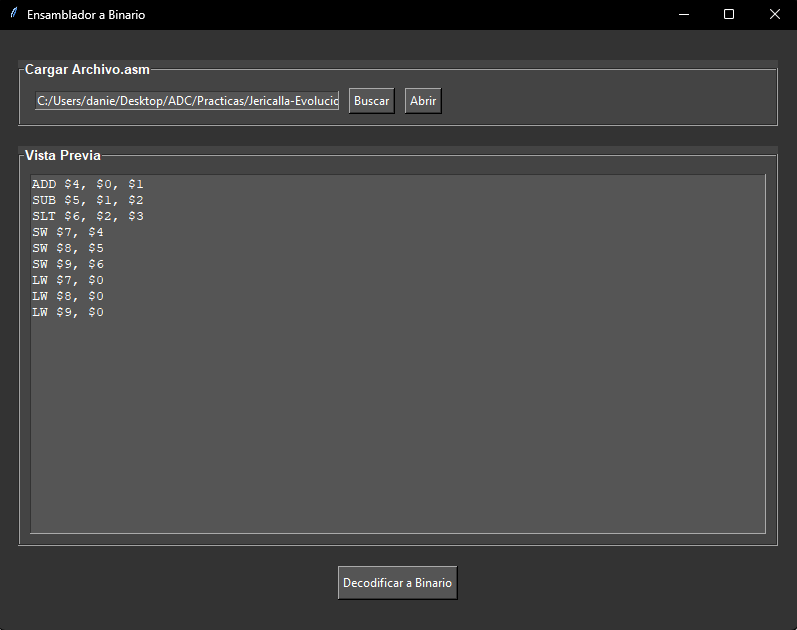 Ensamblador a Binario
Cargar Archivo.asm
C:/Users/danie/Desktop/ADC/Practicas/Jericalla-Evolucic Buscar Abrir
Vista Previa
ADD $4, $0, $1
SUB $5, $1, $2
SLT $6, $2, $3
SW $7, $4
SW $8, $5
SW $9, $6
LW $7, $0
LW $8, $0
LW $9, $0
Decodificar a Binario